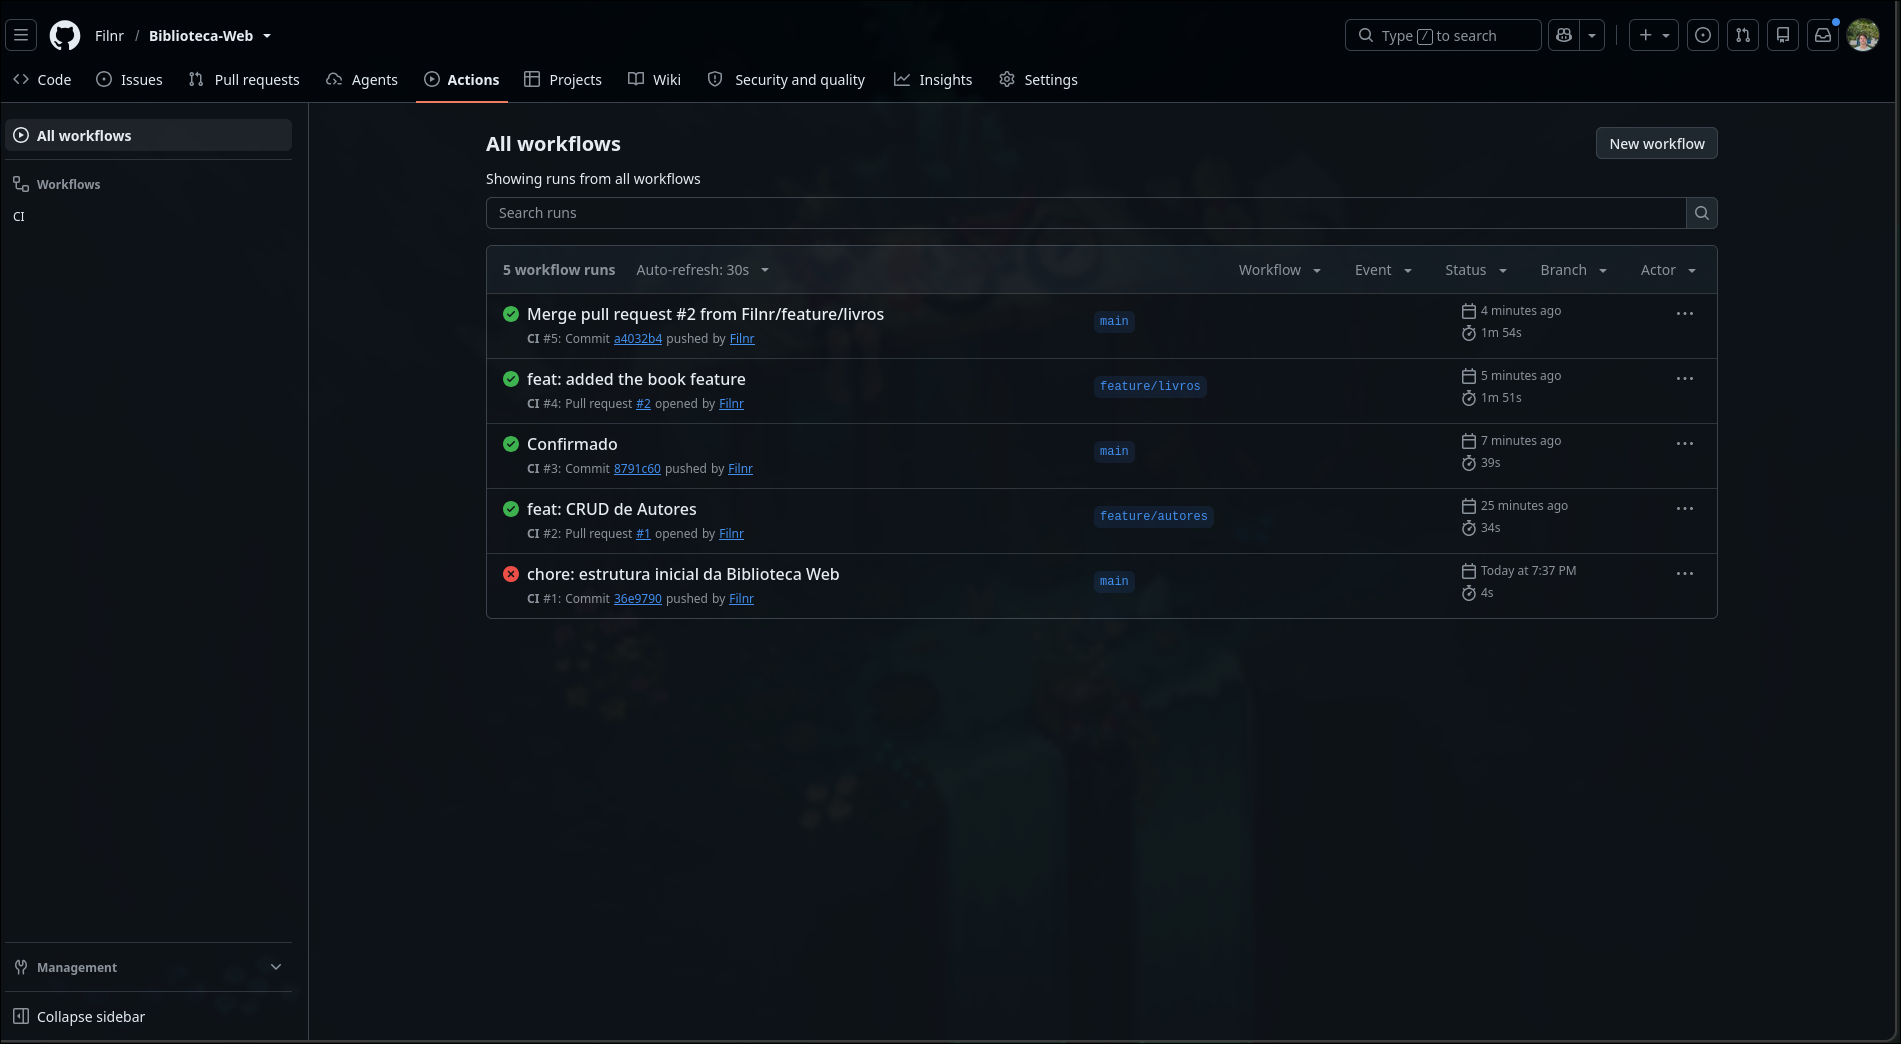 Filnr / Biblioteca-Web
Type / to search
Code Issues Pull requests Agents Actions Projects Wiki Security and quality Insights Settings
All workflows
Workflows
CI
Management
Collapse sidebar
All workflows
New workflow
Showing runs from all workflows
Search runs
5 workflow runs Auto-refresh: 30s Workflow Event Status Branch Actor
Merge pull request #2 from Filnr/feature/livros
CI #5: Commit a4032b4 pushed by Filnr
main
4 minutes ago
1m 54s
feat: added the book feature
CI #4: Pull request #2 opened by Filnr
feature/livros
5 minutes ago
1m 51s
Confirmado
CI #3: Commit 8791c60 pushed by Filnr
main
7 minutes ago
39s
feat: CRUD de Autores
CI #2: Pull request #1 opened by Filnr
feature/autores
25 minutes ago
34s
chore: estrutura inicial da Biblioteca Web
CI #1: Commit 36e9790 pushed by Filnr
main
Today at 7:37 PM
4s